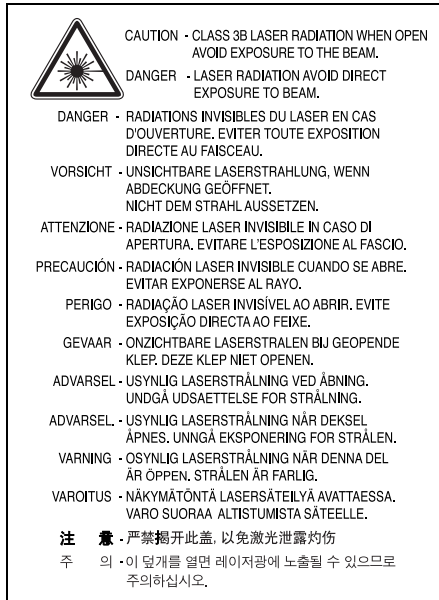 CAUTION - CLASS 3B LASER RADIATION WHEN OPEN
AVOID EXPOSURE TO THE BEAM.
DANGER - LASER RADIATION AVOID DIRECT
EXPOSURE TO BEAM.
DANGER - RADIATIONS INVISIBLES DU LASER EN CAS
D'OUVERTURE. EVITER TOUTE EXPOSITION
DIRECTE AU FAISCEAU.
VORSICHT - UNSICHTBARE LASERSTRAHLUNG, WENN
ABDECKUNG GEÖFFNET.
NICHT DEM STRAHL AUSSETZEN.
ATTENZIONE - RADIAZIONE LASER INVISIBILE IN CASO DI
APERTURA. EVITARE L'ESPOSIZIONE AL FASCIO.
PRECAUCIÓN - RADIACIÓN LASER INVISIBLE CUANDO SE ABRE.
EVITAR EXPONERSE AL RAYO.
PERIGO - RADIAÇÃO LASER INVISÍVEL AO ABRIR. EVITE
EXPOSIÇÃO DIRECTA AO FEIXE.
GEVAAR - ONZICHTBARE LASERSTRALEN BIJ GEOPENDE
KLEP. DEZE KLEP NIET OPENEN.
ADVARSEL - USYNLIG LASERSTRÅLNING VED ÅBNING.
UNDGÅ UDSAETTELSE FOR STRÅLNING.
ADVARSEL. - USYNLIG LASERSTRÅLNING NÅR DEKSEL
ÅPNES. UNNGÅ EKSPONERING FOR STRÅLEN.
VARNING - OSYNLIG LASERSTRÅLNING NÄR DENNA DEL
ÄR ÖPPEN. STRÅLEN ÄR FARLIG.
VAROITUS - NÄKYMÄTÖNTÄ LASERSÄTEILYÄ AVATTAESSA.
VARO SUORAA ALTISTUMISTA SÄTEELLE.
注 意 - 严禁揭开此盖, 以免激光泄露灼伤
주 의 - 이 덮개를 열면 레이저광에 노출될 수 있으므로
주의하십시오.